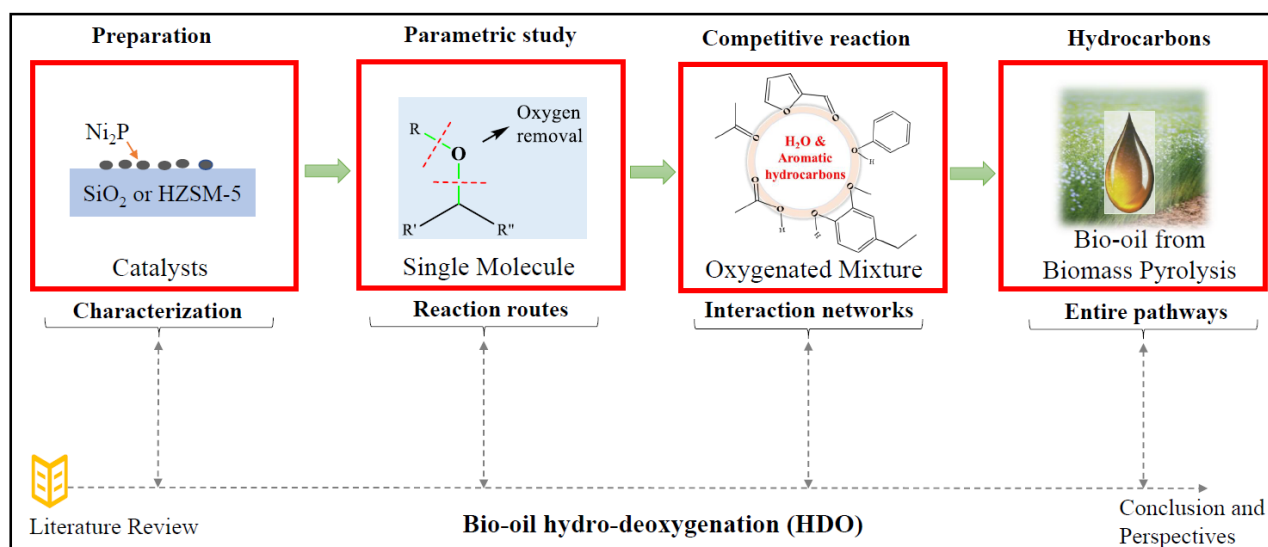 Preparation
Parametric study
Competitive reaction
Hydrocarbons
Ni₂P
SiO₂ or HZSM-5
Catalysts
R
O
Oxygen
removal
R'
R"
Single Molecule
O
O
O
O
H
O
O
H
O
O
H
H₂O &
Aromatic
hydrocarbons
Oxygenated Mixture
Bio-oil from
Biomass Pyrolysis
Characterization
Reaction routes
Interaction networks
Entire pathways
Literature Review
Bio-oil hydro-deoxygenation (HDO)
Conclusion and
Perspectives